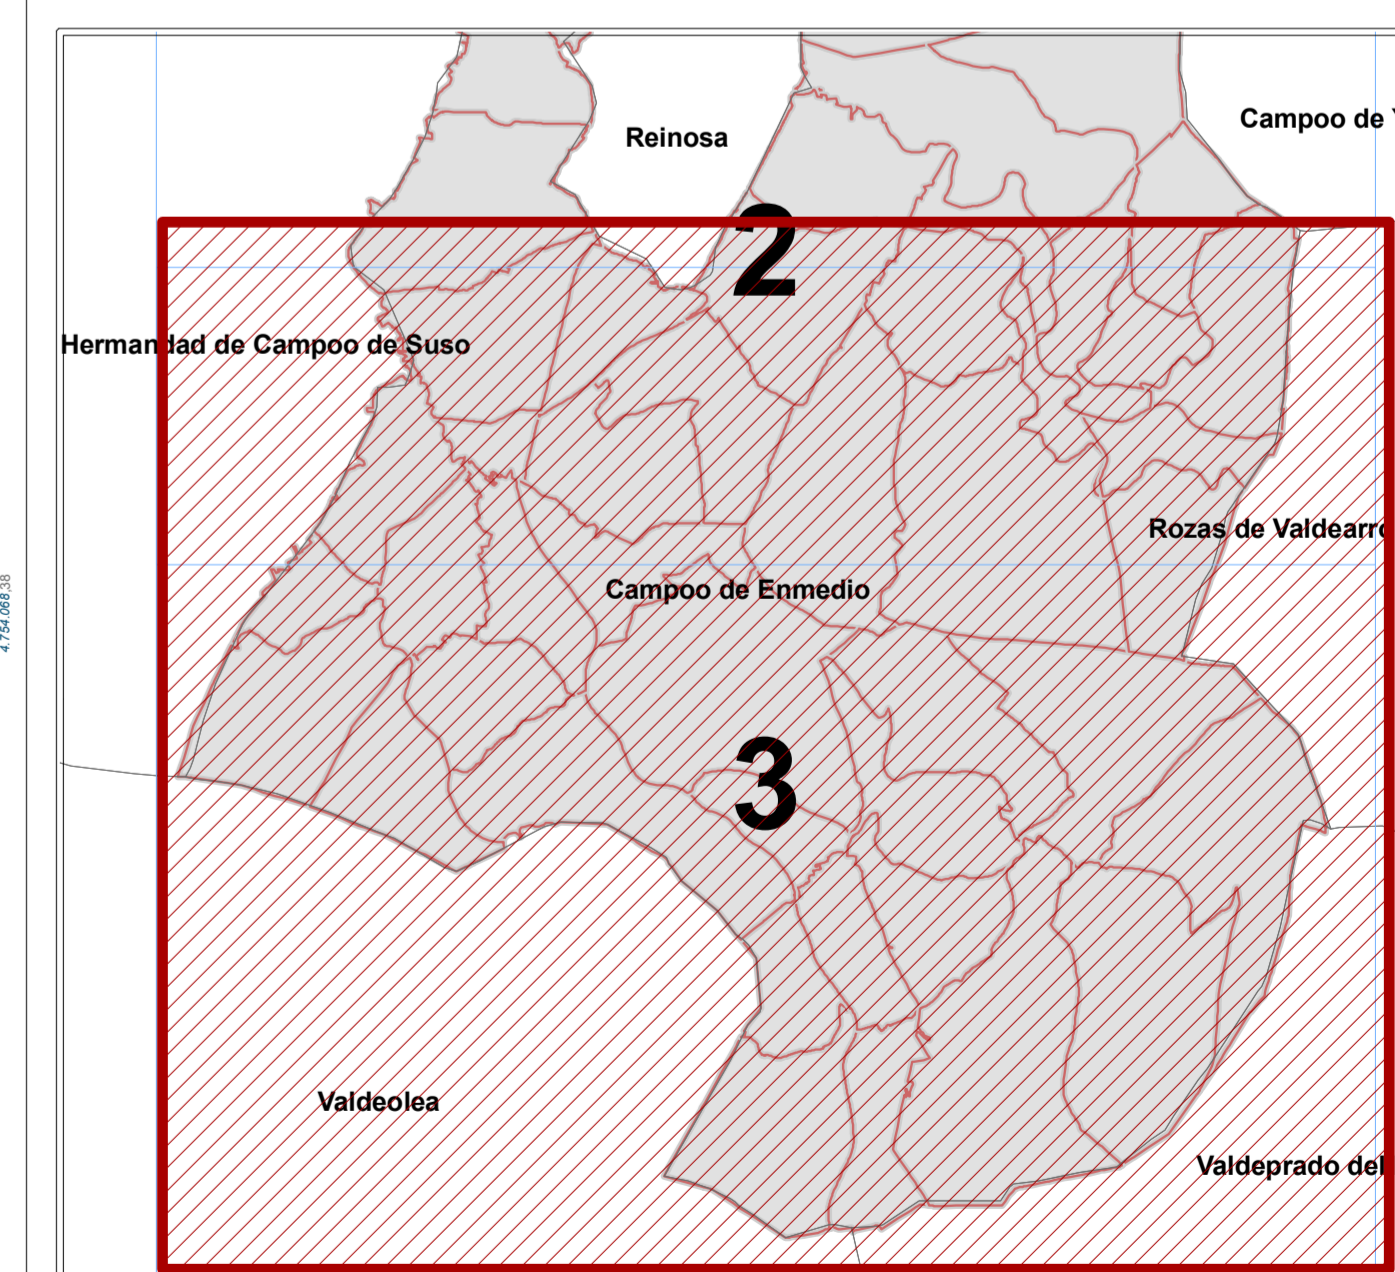 Reinosa
Campoo de
2
Hermandad de Campoo de Suso
Rozas de Valdearro
Campoo de Enmedio
4.754.068,38
3
Valdeolea
Valdeprado del